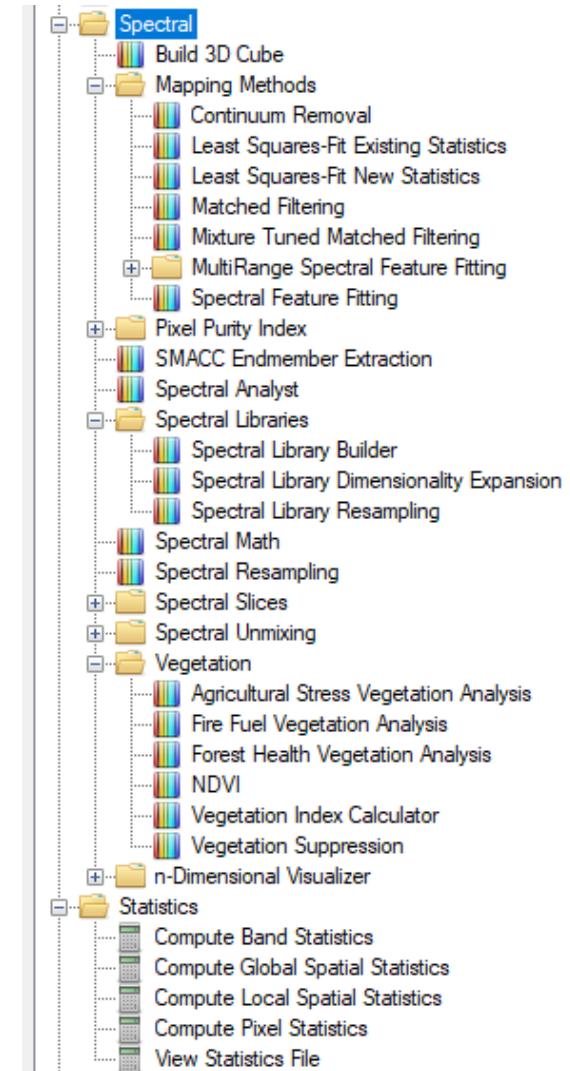 Spectral
Build 3D Cube
Mapping Methods
Continuum Removal
Least Squares-Fit Existing Statistics
Least Squares-Fit New Statistics
Matched Filtering
Mixture Tuned Matched Filtering
MultiRange Spectral Feature Fitting
Spectral Feature Fitting
Pixel Purity Index
SMACC Endmember Extraction
Spectral Analyst
Spectral Libraries
Spectral Library Builder
Spectral Library Dimensionality Expansion
Spectral Library Resampling
Spectral Math
Spectral Resampling
Spectral Slices
Spectral Unmixing
Vegetation
Agricultural Stress Vegetation Analysis
Fire Fuel Vegetation Analysis
Forest Health Vegetation Analysis
NDVI
Vegetation Index Calculator
Vegetation Suppression
n-Dimensional Visualizer
Statistics
Compute Band Statistics
Compute Global Spatial Statistics
Compute Local Spatial Statistics
Compute Pixel Statistics
View Statistics File